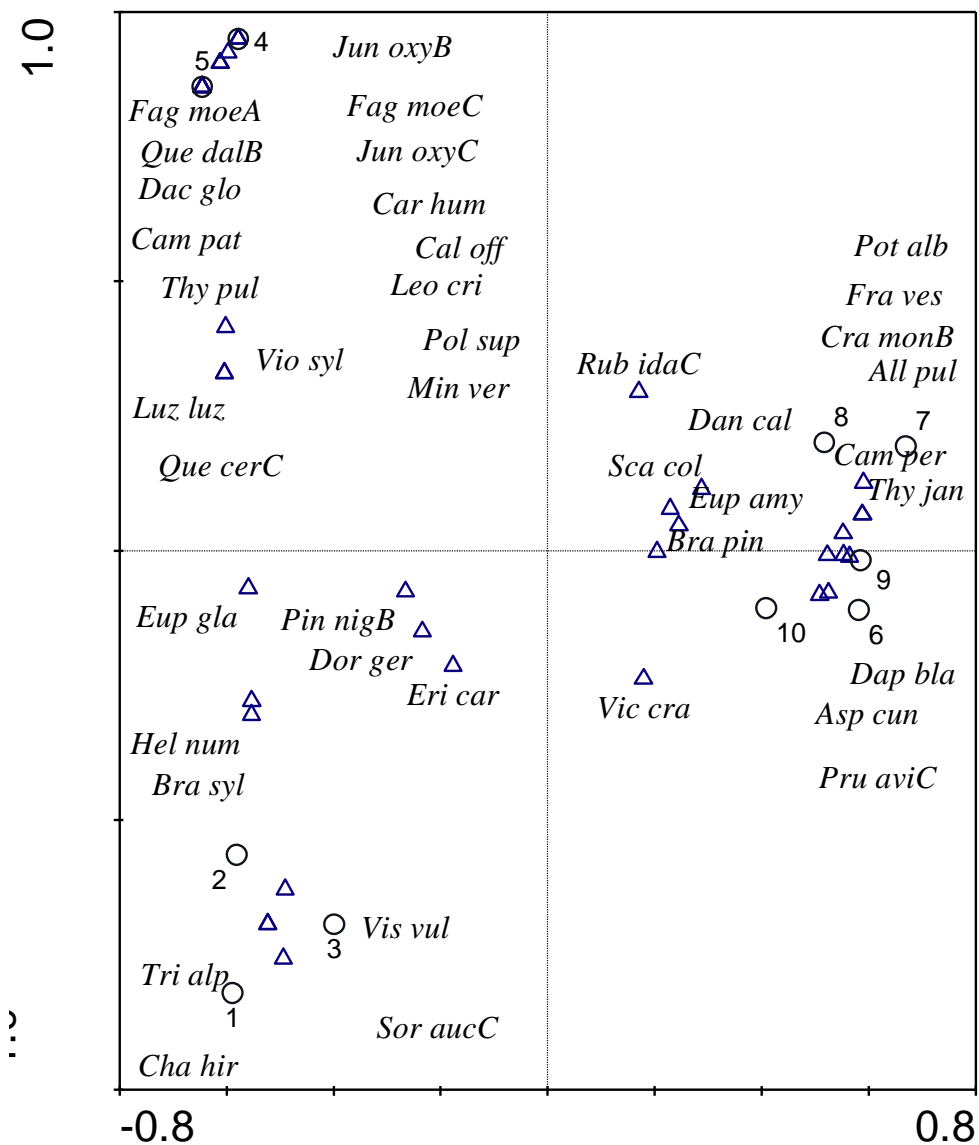 1.0
4
Jun oxyB
5
Fag moeA
Fag moeC
Que dalB
Jun oxyC
Dac glo
Car hum
Cam pat
Cal off
Pot alb
Thy pul
Leo cri
Fra ves
Pol sup
Cra monB
Vio syl
Rub idaC
All pul
Min ver
Luz luz
Dan cal
8
7
Que cerC
Sca col
Cam per
Eup amy
Thy jan
Bra pin
9
Eup gla
Pin nigB
10
6
Dor ger
Dap bla
Eri car
Vic cra
Asp cun
Hel num
Bra syl
Pru aviC
2
3
Vis vul
Tri alp
1
Sor aucC
Cha hir
-0.8
0.8